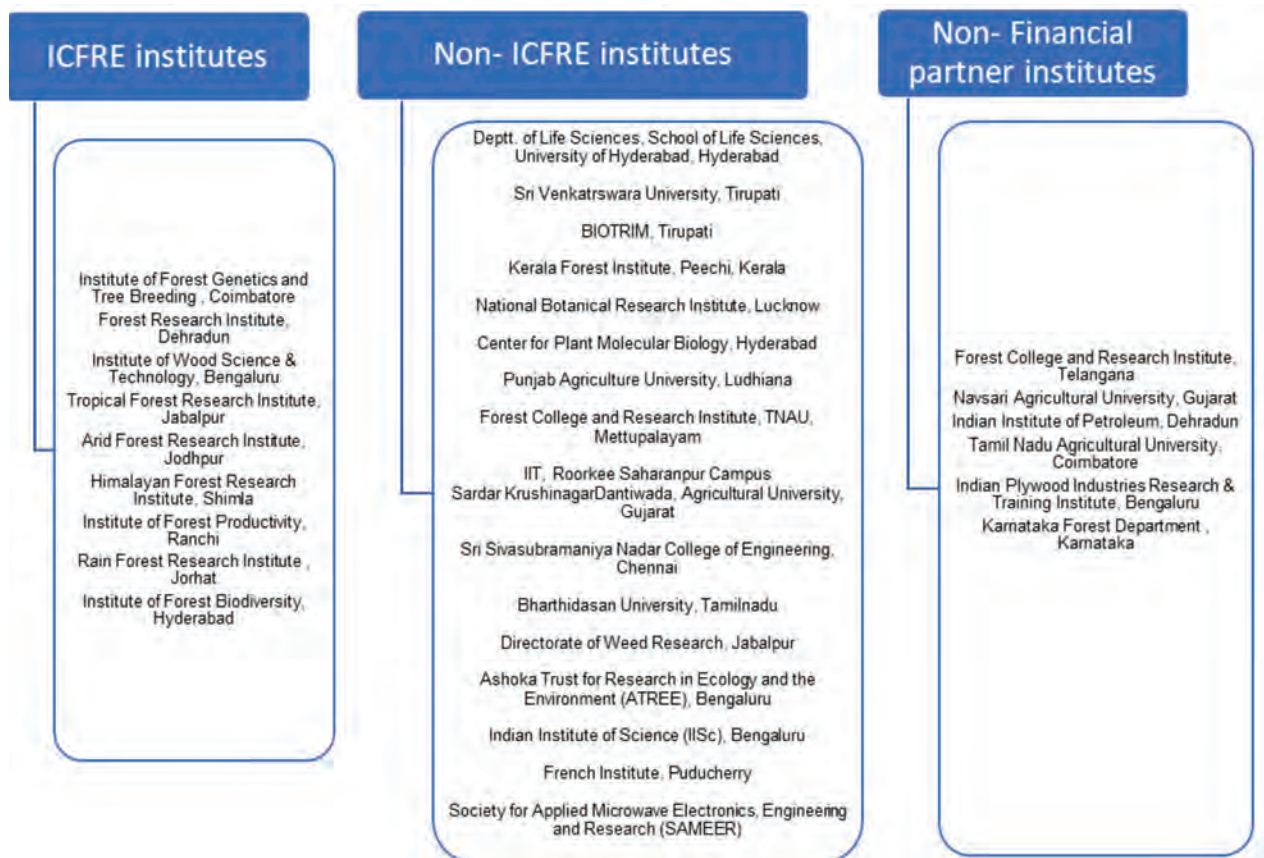 ICFRE institutes
Institute of Forest Genetics and
Tree Breeding , Coimbatore
Forest Research Institute,
Dehradun
Institute of Wood Science &
Technology, Bengaluru
Tropical Forest Research Institute,
Jabalpur
Arid Forest Research Institute,
Jodhpur
Himalayan Forest Research
Institute, Shimla
Institute of Forest Productivity,
Ranchi
Rain Forest Research Institute ,
Jorhat
Institute of Forest Biodiversity,
Hyderabad
Non- ICFRE institutes
Deptt. of Life Sciences, School of Life Sciences,
University of Hyderabad, Hyderabad
Sri Venkatrswara University, Tirupati
BIOTRIM, Tirupati
Kerala Forest Institute, Peechi, Kerala
National Botanical Research Institute, Lucknow
Center for Plant Molecular Biology, Hyderabad
Punjab Agriculture University, Ludhiana
Forest College and Research Institute, TNAU,
Mettupalayam
IIT, Roorkee Saharanpur Campus
Sardar KrushinagarDantiwada, Agricultural University,
Gujarat
Sri Sivasubramaniya Nadar College of Engineering,
Chennai
Bharthidasan University, Tamilnadu
Directorate of Weed Research, Jabalpur
Ashoka Trust for Research in Ecology and the
Environment (ATREE), Bengaluru
Indian Institute of Science (IISc), Bengaluru
French Institute, Puducherry
Society for Applied Microwave Electronics, Engineering
and Research (SAMEER)
Non- Financial
partner institutes
Forest College and Research Institute,
Telangana
Navsari Agricultural University, Gujarat
Indian Institute of Petroleum, Dehradun
Tamil Nadu Agricultural University,
Coimbatore
Indian Plywood Industries Research &
Training Institute, Bengaluru
Karnataka Forest Department ,
Karnataka